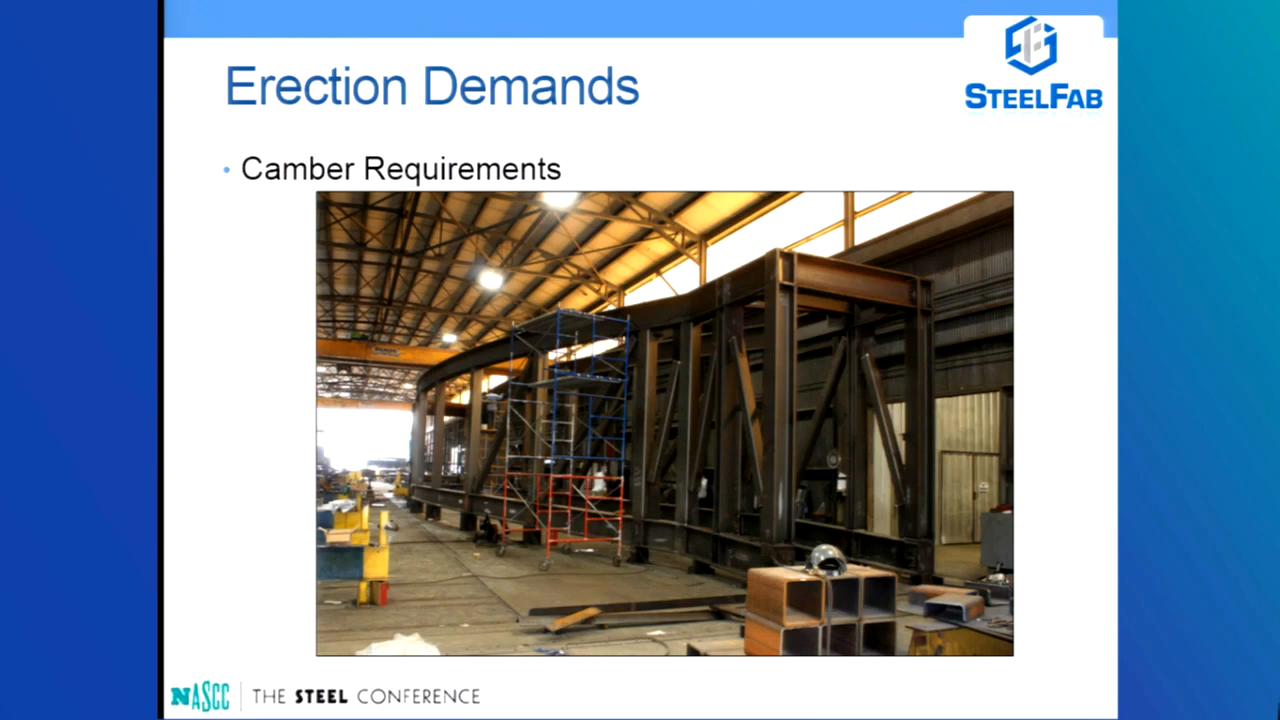 Erection Demands
STEELFAB
• Camber Requirements
NASCC THE STEEL CONFERENCE